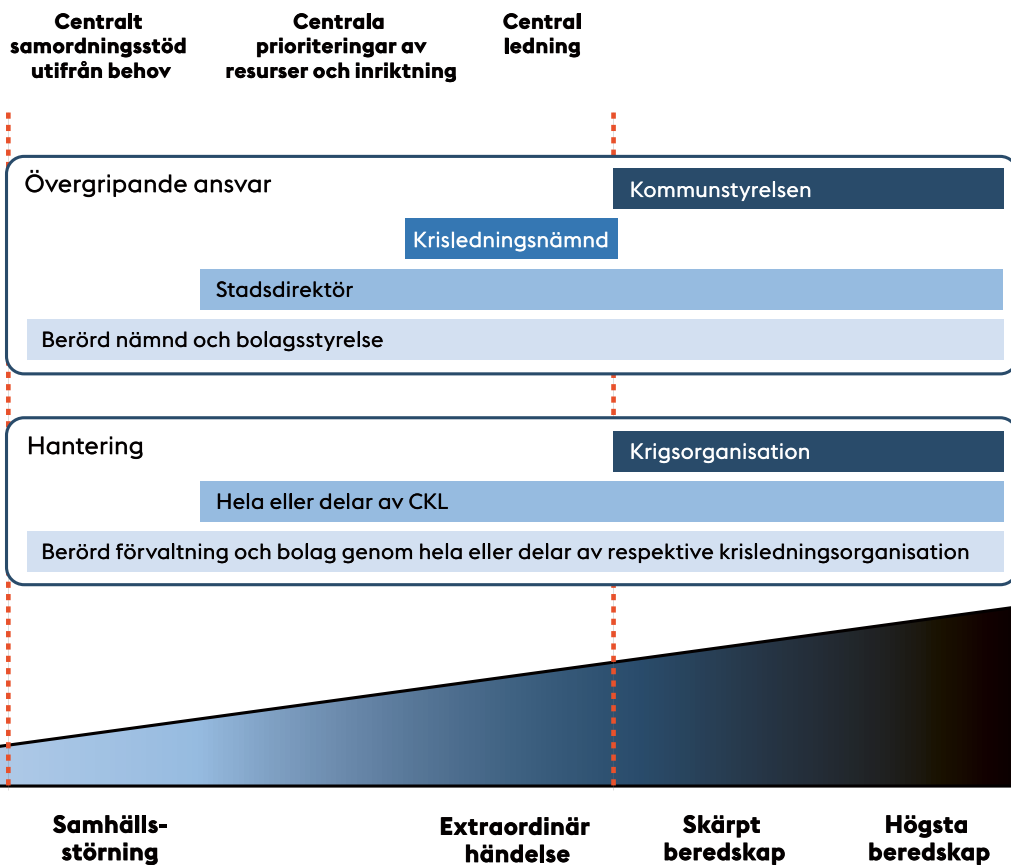 Centralt
samordningsstöd
utifrån behov
Centrala
prioriteringar av
resurser och inriktning
Central
ledning
Övergripande ansvar
Kommunstyrelsen
Krisledningsnämnd
Stadsdirektör
Berörd nämnd och bolagsstyrelse
Hantering
Krigsorganisation
Hela eller delar av CKL
Berörd förvaltning och bolag genom hela eller delar av respektive krisledningsorganisation
Samhälls-
störning
Extraordinär
händelse
Skärpt
beredskap
Högsta
beredskap